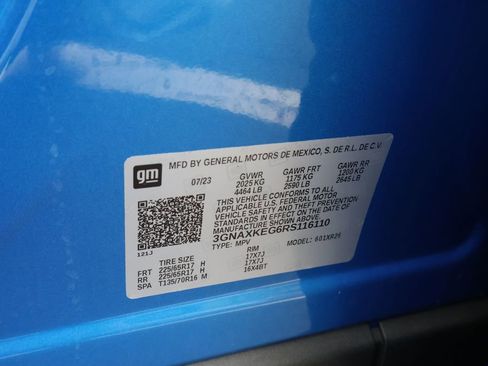 gm
MFD BY GENERAL MOTORS DE MEXICO, S. DE R.L. DE C.V.
07/23 GVWR GAWR FRT GAWR RR
2025 KG 1175 KG 1200 KG
4464 LB 2590 LB 2645 LB
THIS VEHICLE CONFORMS TO ALL
APPLICABLE U.S. FEDERAL MOTOR
VEHICLE SAFETY AND BUMPER
STANDARDS IN EFFECT ON THE DATE OF
MANUFACTURE SHOWN ABOVE.
3GNAXKEG6RS116110
TYPE: MPV MODEL:
121J
TIRE SIZE RIM
FRT 225/65R17 H 17X7J
RR 225/65R17 H 17X7J
SPA T135/70R16 M 16X4BT